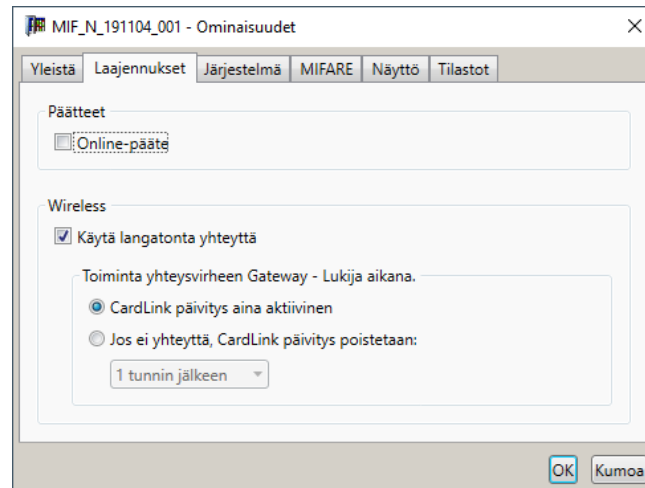 MIF_N_191104_001 - Ominaisuudet
Yleistä Laajennukset Järjestelmä MIFARE Näyttö Tilastot
Päätteet
Online-pääte
Wireless
Käytä langatonta yhteyttä
Toiminta yhteysvirheen Gateway - Lukija aikana.
CardLink päivitys aina aktiivinen
Jos ei yhteyttä, CardLink päivitys poistetaan:
1 tunnin jälkeen
OK Kumoa